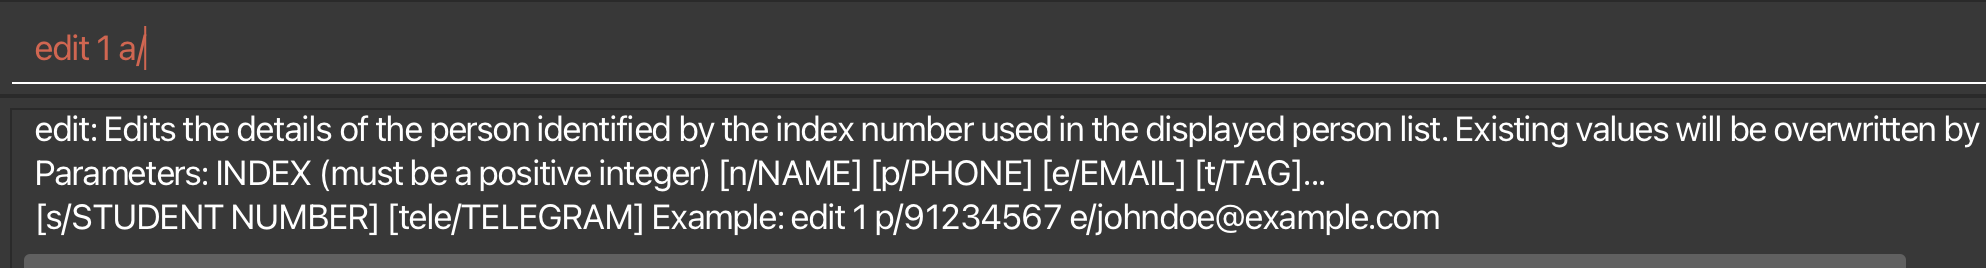 edit 1 a/
edit: Edits the details of the person identified by the index number used in the displayed person list. Existing values will be overwritten by
Parameters: INDEX (must be a positive integer) [n/NAME] [p/PHONE] [e/EMAIL] [t/TAG]...
[s/STUDENT NUMBER] [tele/TELEGRAM] Example: edit 1 p/91234567 e/johndoe@example.com